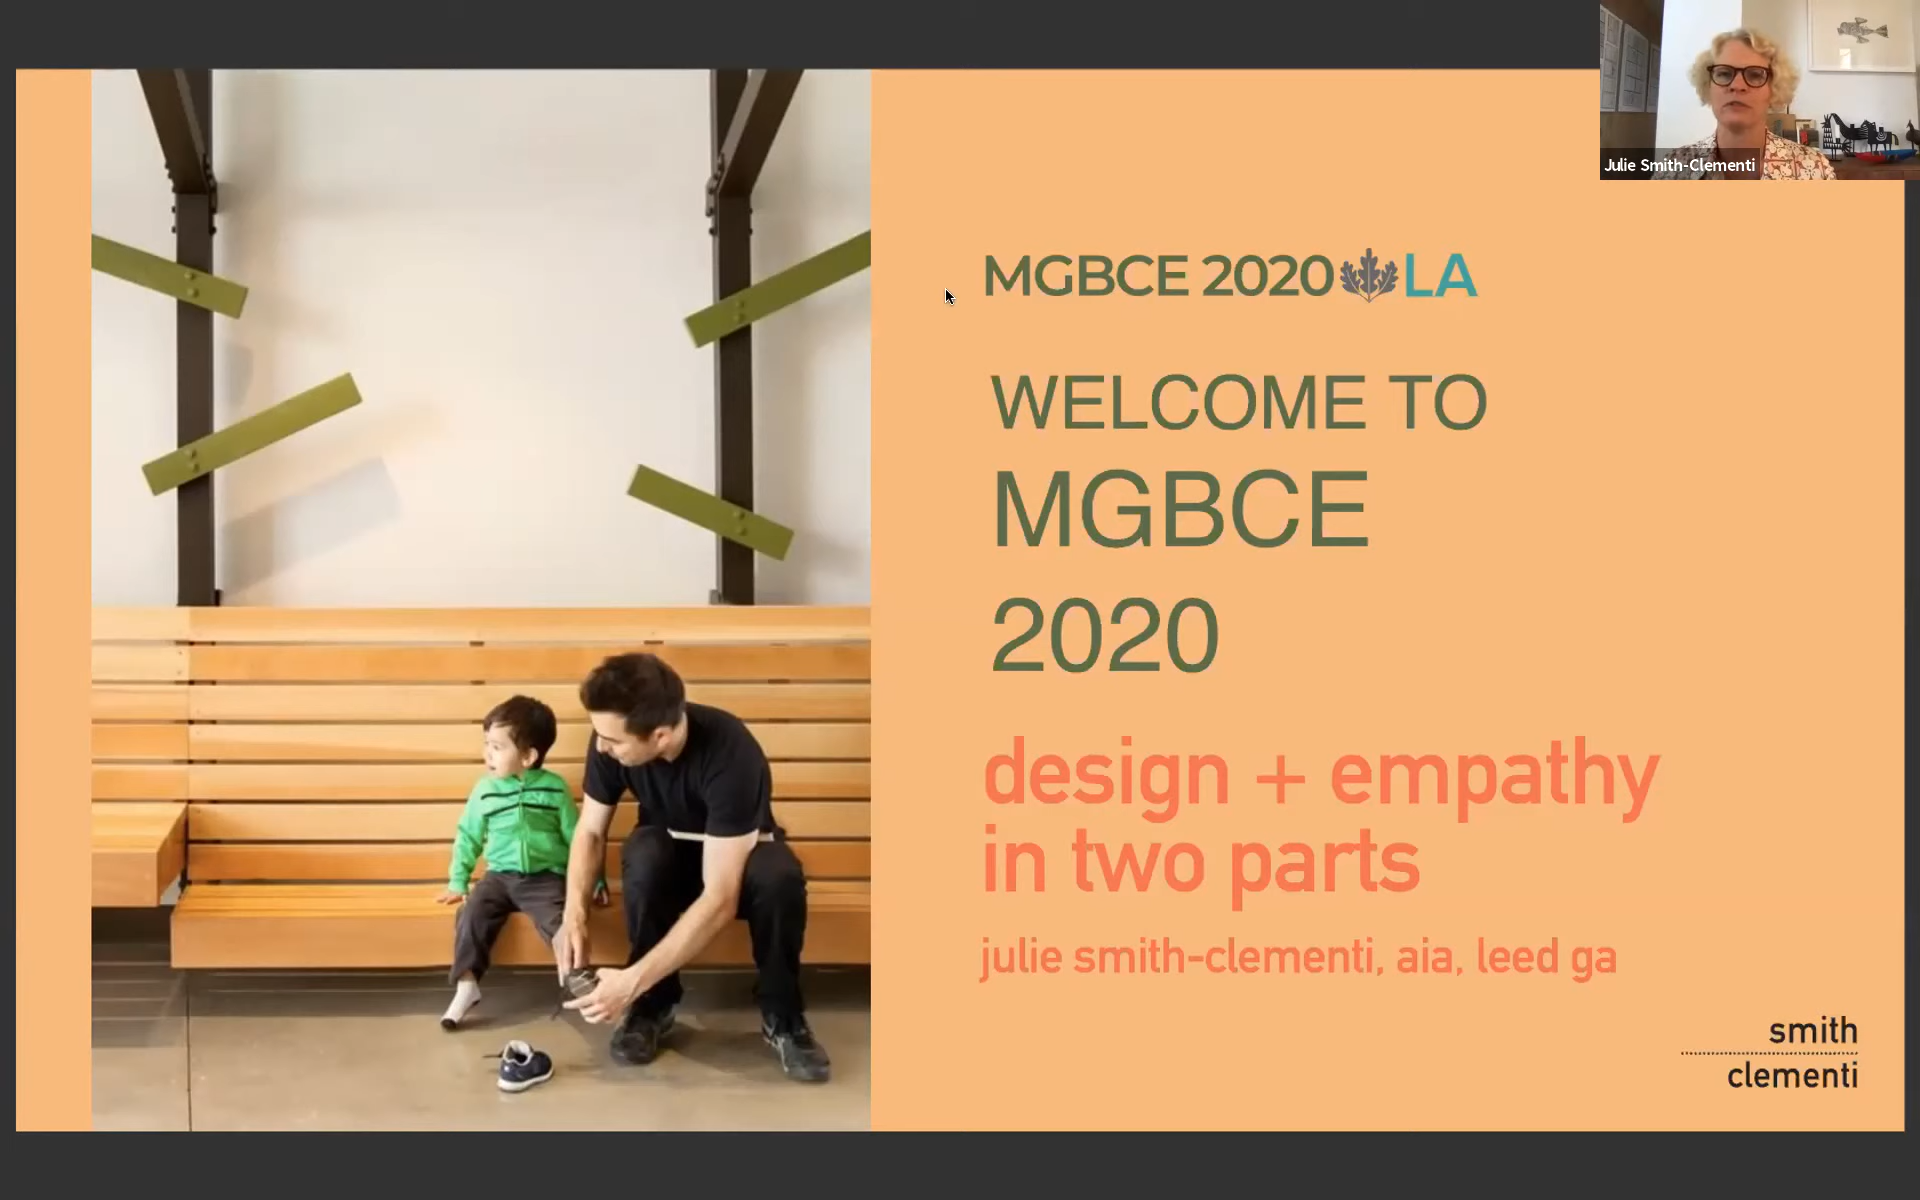 Julie Smith-Clementi
MGBCE 2020 LA
WELCOME TO
MGBCE
2020
design + empathy
in two parts
julie smith-clementi, aia, leed ga
smith
clementi